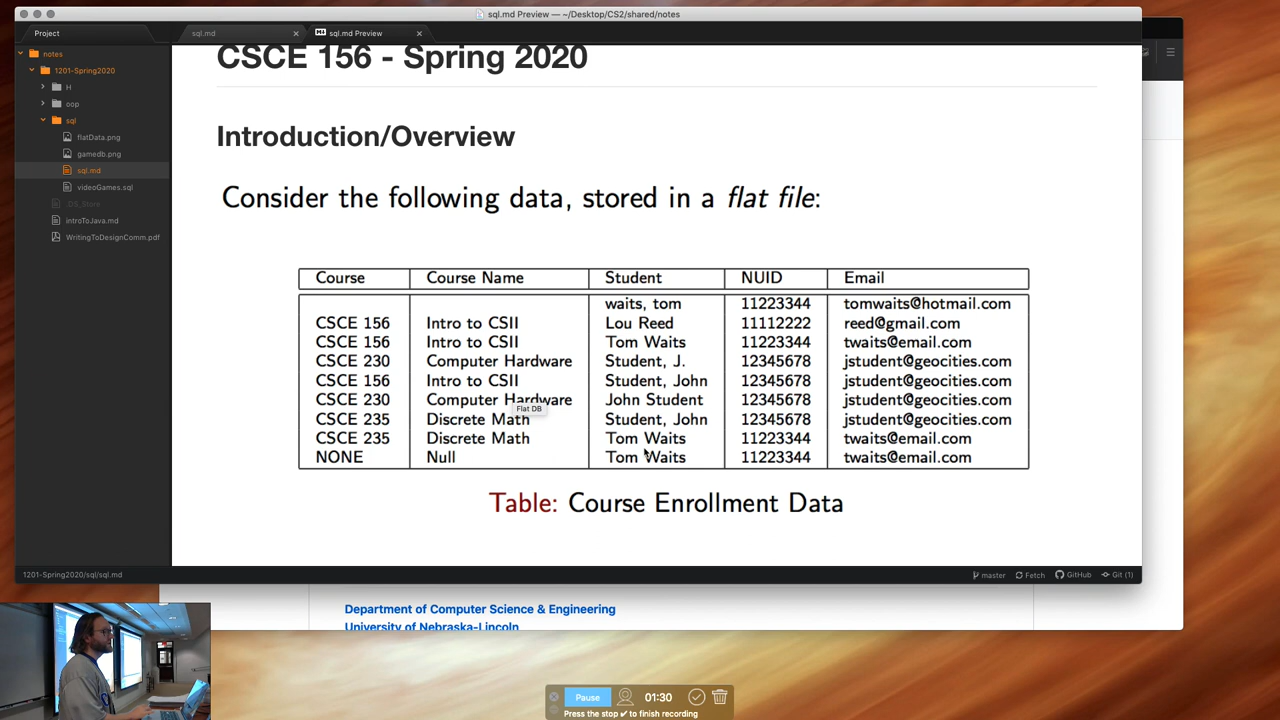 sql.md Preview — ~/Desktop/CS2/shared/notes
Project
sql.md
sql.md Preview
notes
1201-Spring2020
H
oop
sql
flatData.png
gamedb.png
sql.md
videoGames.sql
.DS_Store
introToJava.md
WritingToDesignComm.pdf
CSCE 156 - Spring 2020
Introduction/Overview
Consider the following data, stored in a flat file:
Course Course Name Student NUID Email
waits, tom 11223344 tomwaits@hotmail.com
CSCE 156 Intro to CSII Lou Reed 11112222 reed@gmail.com
CSCE 156 Intro to CSII Tom Waits 11223344 twaits@email.com
CSCE 230 Computer Hardware Student, J. 12345678 jstudent@geocities.com
CSCE 156 Intro to CSII Student, John 12345678 jstudent@geocities.com
CSCE 230 Computer Hardware John Student 12345678 jstudent@geocities.com
Flat DB
CSCE 235 Discrete Math Student, John 12345678 jstudent@geocities.com
CSCE 235 Discrete Math Tom Waits 11223344 twaits@email.com
NONE Null Tom Waits 11223344 twaits@email.com
Table: Course Enrollment Data
1201-Spring2020/sql/sql.md
master Fetch GitHub Git (1)
Department of Computer Science & Engineering
University of Nebraska-Lincoln
Pause 01:30
Press the stop ✔ to finish recording